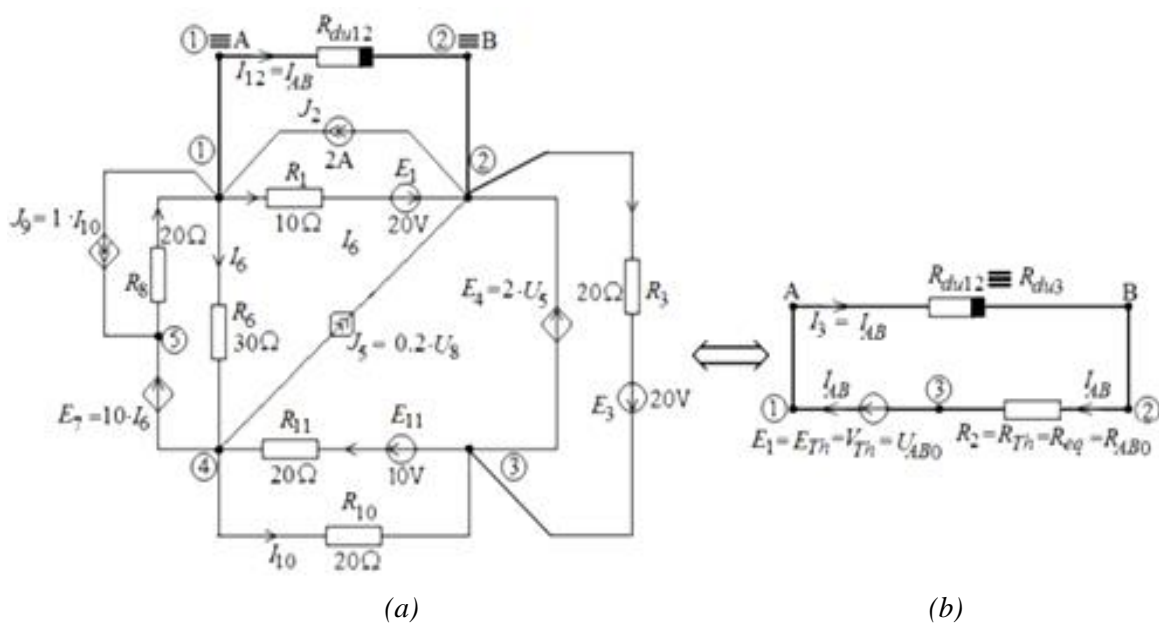 ①≡A R_du12 ②≡B
I_12=I_AB
J_2
2A
① ②
R_1 E_1
10Ω 20V
J_9=1·I_10
20Ω
R_8
I_6 I_6
R_6
30Ω
⑤
E_7=10·I_6
J_5=0.2·U_8
E_4=2·U_5
20Ω R_3
E_3 20V
④ R_11 E_11 ③
20Ω 10V
R_10
I_10 20Ω
(a)
A R_du12≡R_du3 B
I_3=I_AB
① I_AB ③ I_AB ②
E_1=E_Th=V_Th=U_AB0 R_2=R_Th=R_eq=R_AB0
(b)